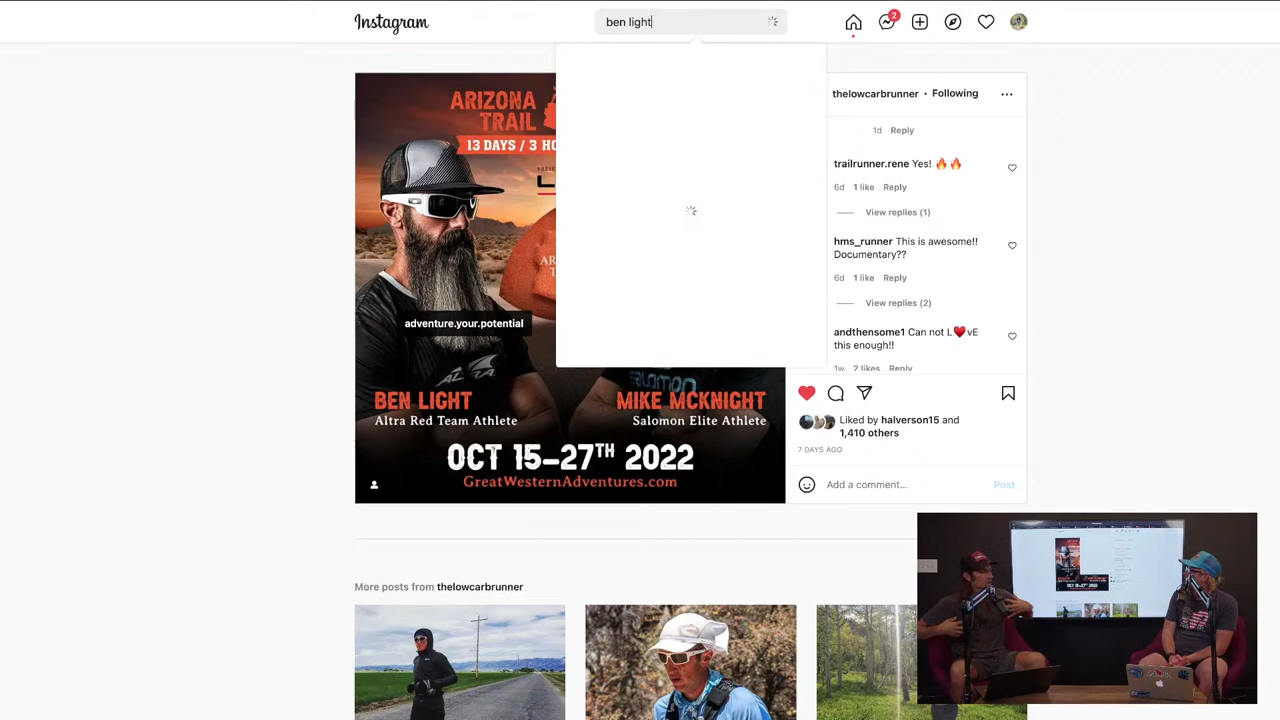 Instagram
ben light
2
ARIZONA
TRAIL
13 DAYS / 3 HO
adventure.your.potential
BEN LIGHT
Altra Red Team Athlete
MIKE MCKNIGHT
Salomon Elite Athlete
OCT 15-27TH 2022
GreatWesternAdventures.com
thelowcarbrunner • Following
1d Reply
trailrunner.rene Yes! 🔥🔥
6d 1 like Reply
View replies (1)
hms_runner This is awesome!!
Documentary??
6d 1 like Reply
View replies (2)
andthensome1 Can not L♥️vE
this enough!!
1w 2 likes Reply
Liked by halverson15 and
1,410 others
7 DAYS AGO
Add a comment...
Post
More posts from thelowcarbrunner